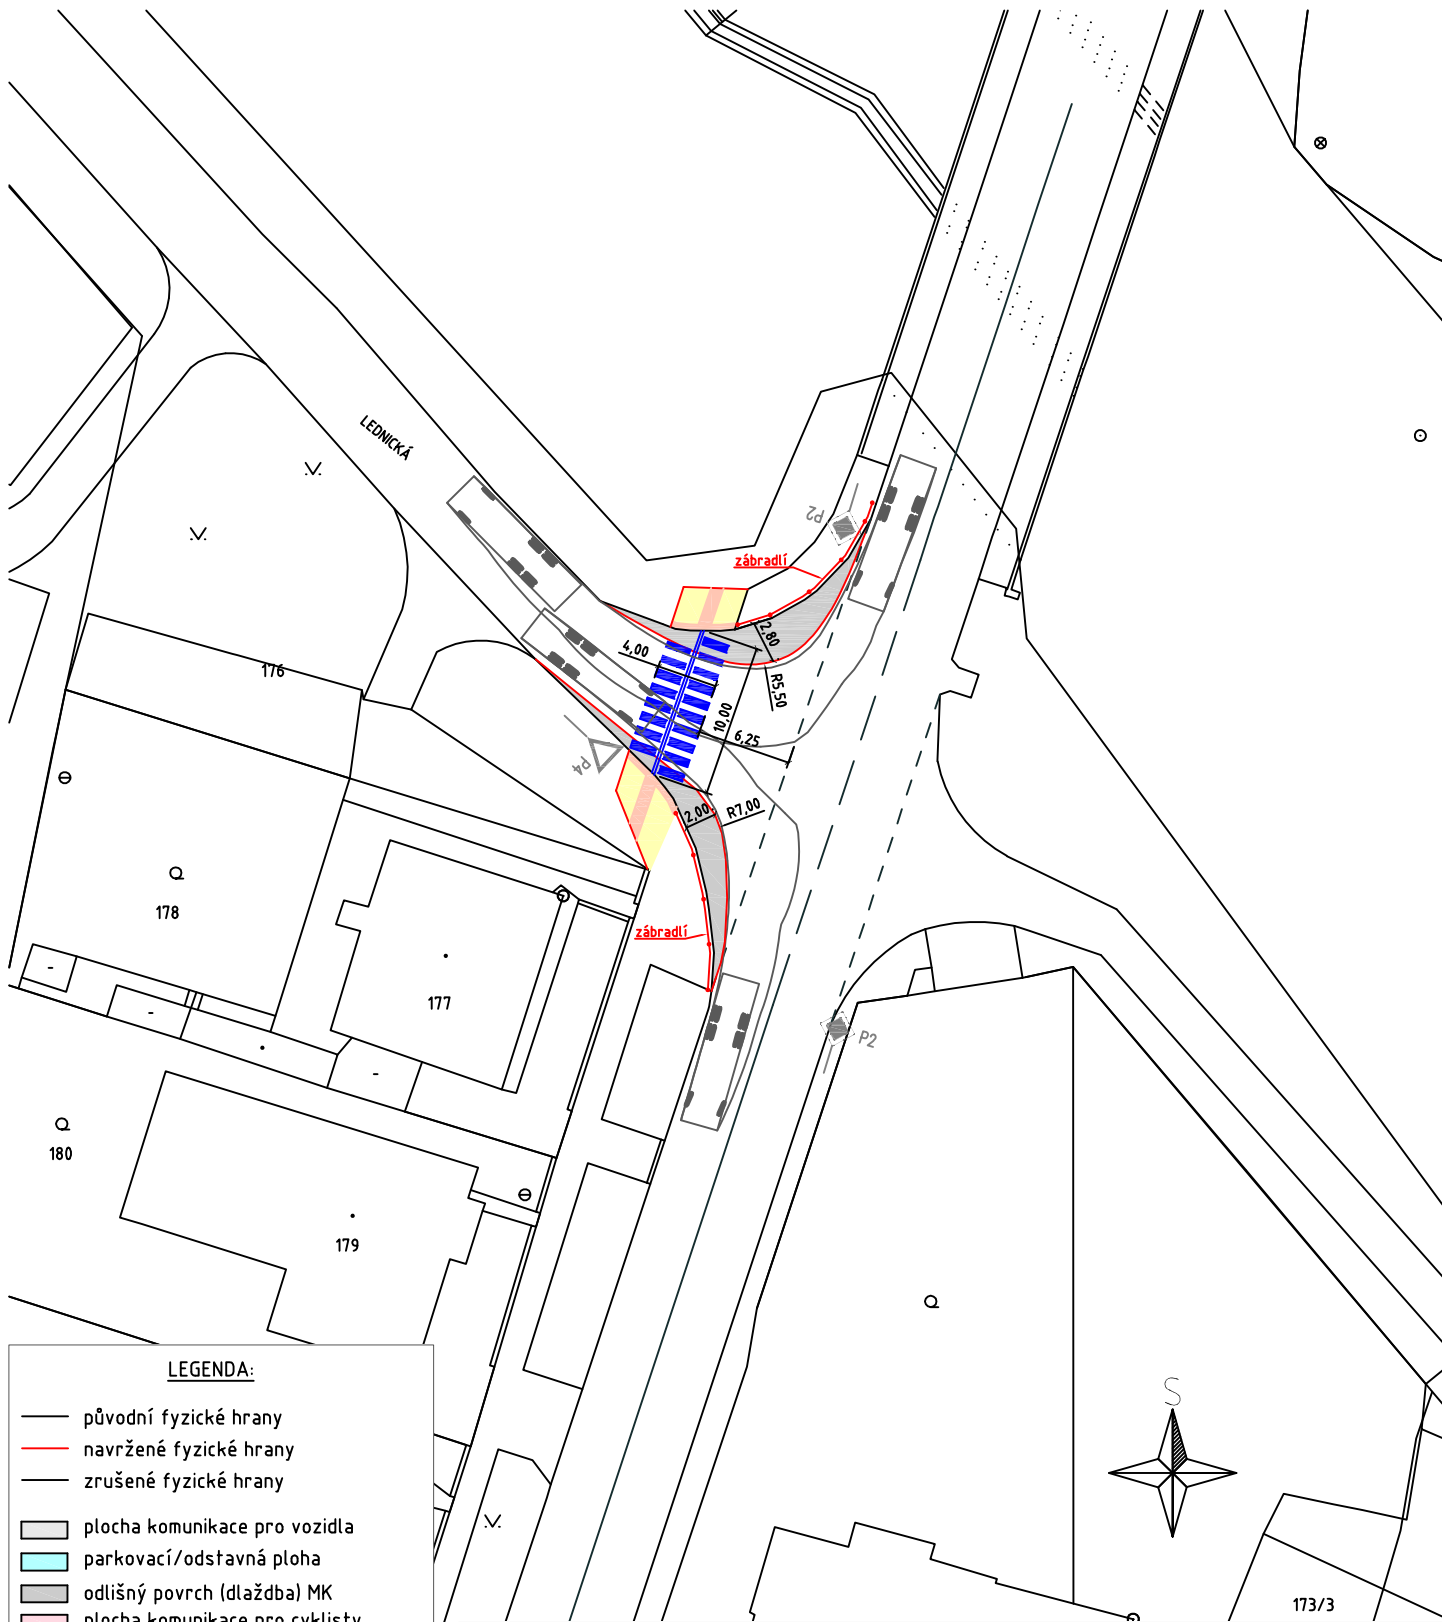 LEDNICKÁ
P2
zábradlí
2,80
4,00
R5,50
10,00
6,25
P4
2,00
R7,00
zábradlí
176
178
177
P2
180
179
S
173/3
LEGENDA:
původní fyzické hrany
navržené fyzické hrany
zrušené fyzické hrany
plocha komunikace pro vozidla
parkovací/odstavná ploha
odlišný povrch (dlažba) MK
plocha komunikace pro cyklisty